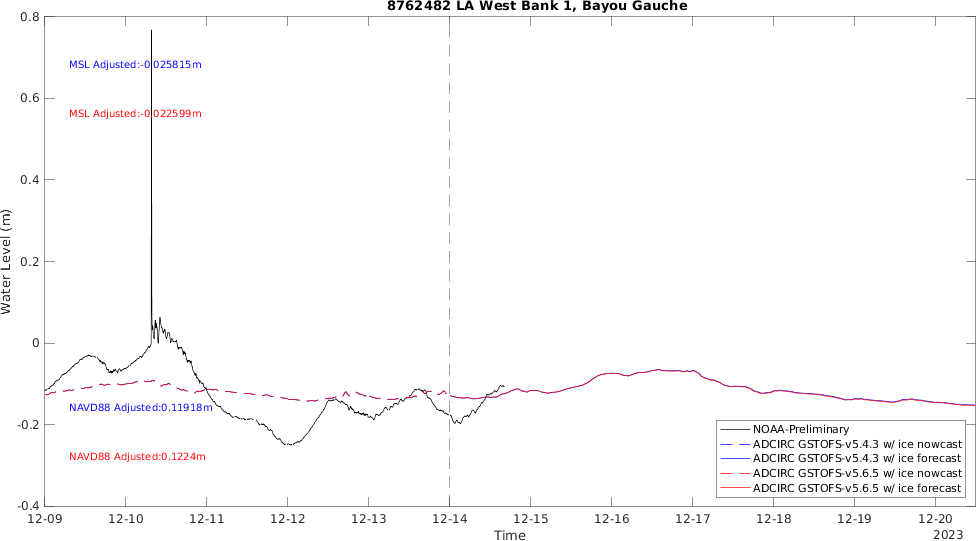 8762482 LA West Bank 1, Bayou Gauche
Water Level (m)
0.8
0.6
0.4
0.2
0
-0.2
-0.4
MSL Adjusted:-0.025815m
MSL Adjusted:-0.022599m
NAVD88 Adjusted:0.11918m
NAVD88 Adjusted:0.1224m
NOAA-Preliminary
ADCIRC GSTOFS-v5.4.3 w/ ice nowcast
ADCIRC GSTOFS-v5.4.3 w/ ice forecast
ADCIRC GSTOFS-v5.6.5 w/ ice nowcast
ADCIRC GSTOFS-v5.6.5 w/ ice forecast
12-09 12-10 12-11 12-12 12-13 12-14 12-15 12-16 12-17 12-18 12-19 12-20
2023
Time